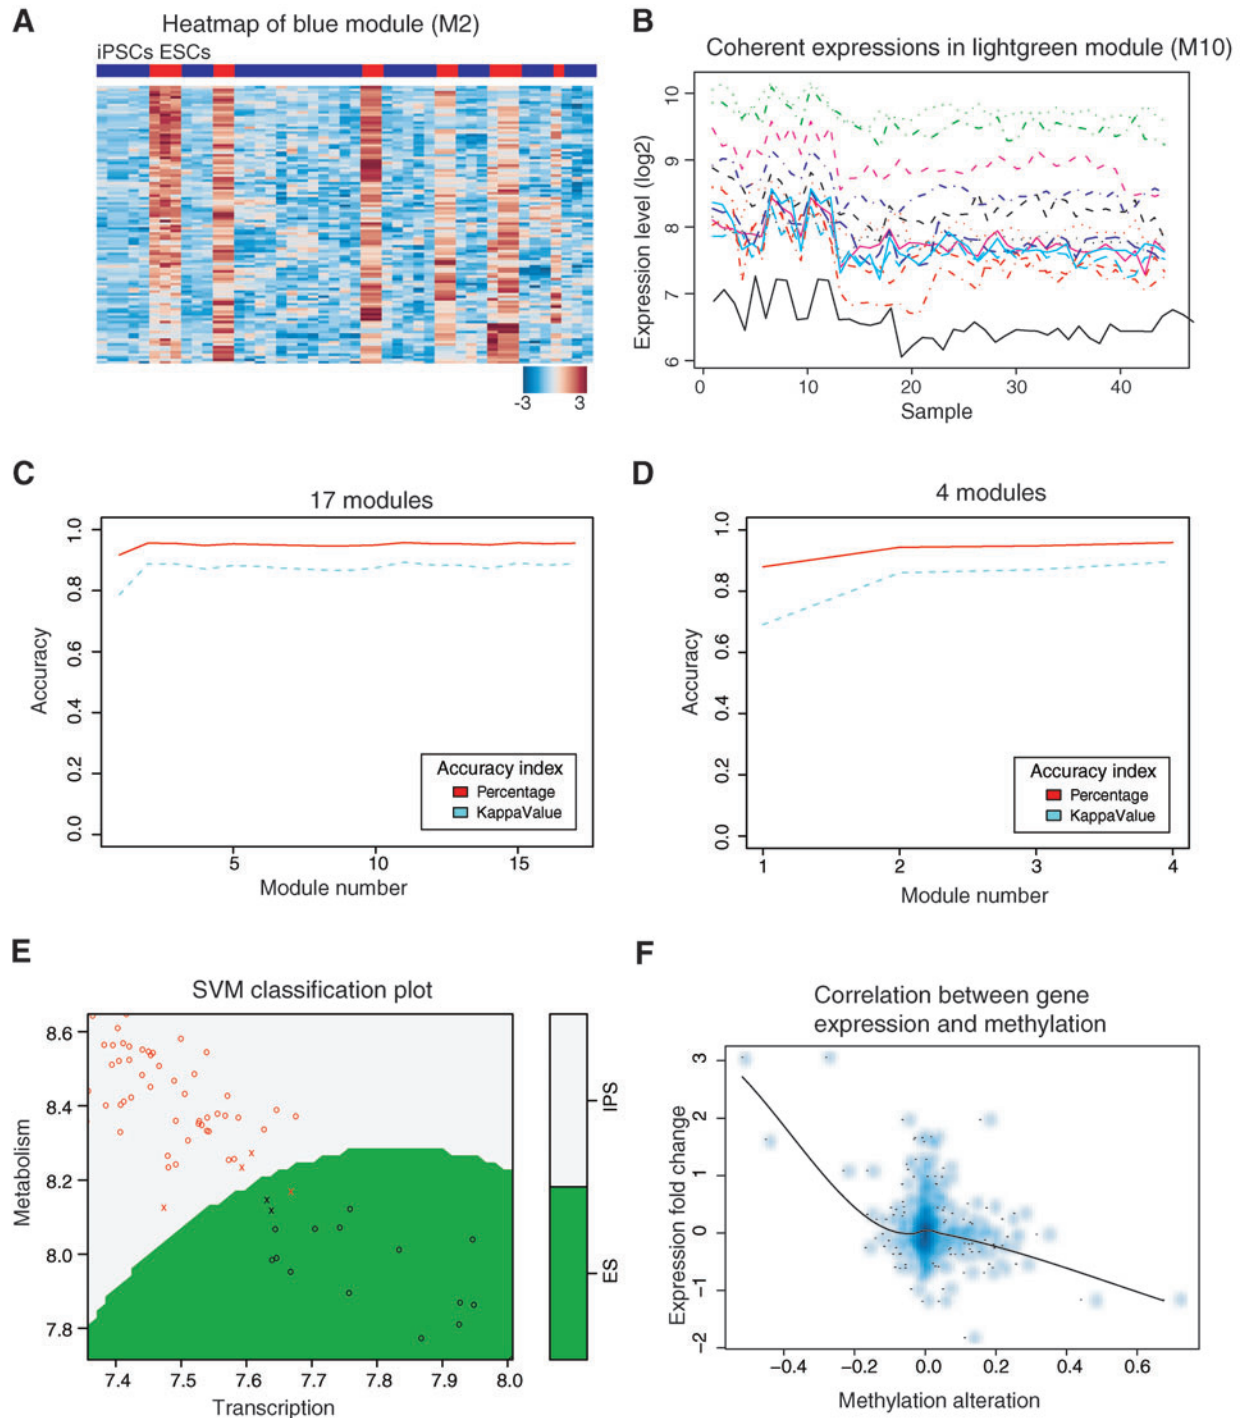 A
Heatmap of blue module (M2)
iPSCs ESCs
-3 3
B
Coherent expressions in lightgreen module (M10)
Expression level (log2)
10
9
8
7
6
0 10 20 30 40
Sample
C
17 modules
Accuracy
1.0
0.8
0.6
0.4
0.2
0.0
Accuracy index
Percentage
KappaValue
5 10 15
Module number
D
4 modules
Accuracy
1.0
0.8
0.6
0.4
0.2
0.0
Accuracy index
Percentage
KappaValue
1 2 3 4
Module number
E
SVM classification plot
Metabolism
8.6
8.4
8.2
8.0
7.8
7.4 7.5 7.6 7.7 7.8 7.9 8.0
Transcription
IPS
ES
F
Correlation between gene
expression and methylation
Expression fold change
3
2
1
0
-1
-2
-0.4 -0.2 0.0 0.2 0.4 0.6
Methylation alteration